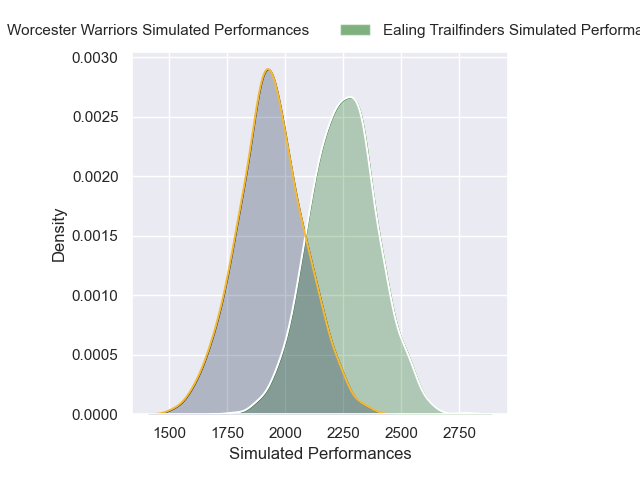 Worcester Warriors Simulated Performances Ealing Trailfinders Simulated Performa
0.0030
0.0025
0.0020
0.0015
0.0010
0.0005
0.0000
Density
1500 1750 2000 2250 2500 2750
Simulated Performances